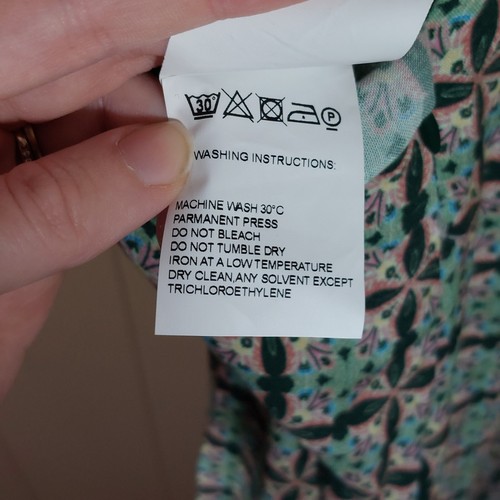 30°
P
WASHING INSTRUCTIONS:
MACHINE WASH 30°C
PARMANENT PRESS
DO NOT BLEACH
DO NOT TUMBLE DRY
IRON AT A LOW TEMPERATURE
DRY CLEAN,ANY SOLVENT EXCEPT
TRICHLOROETHYLENE